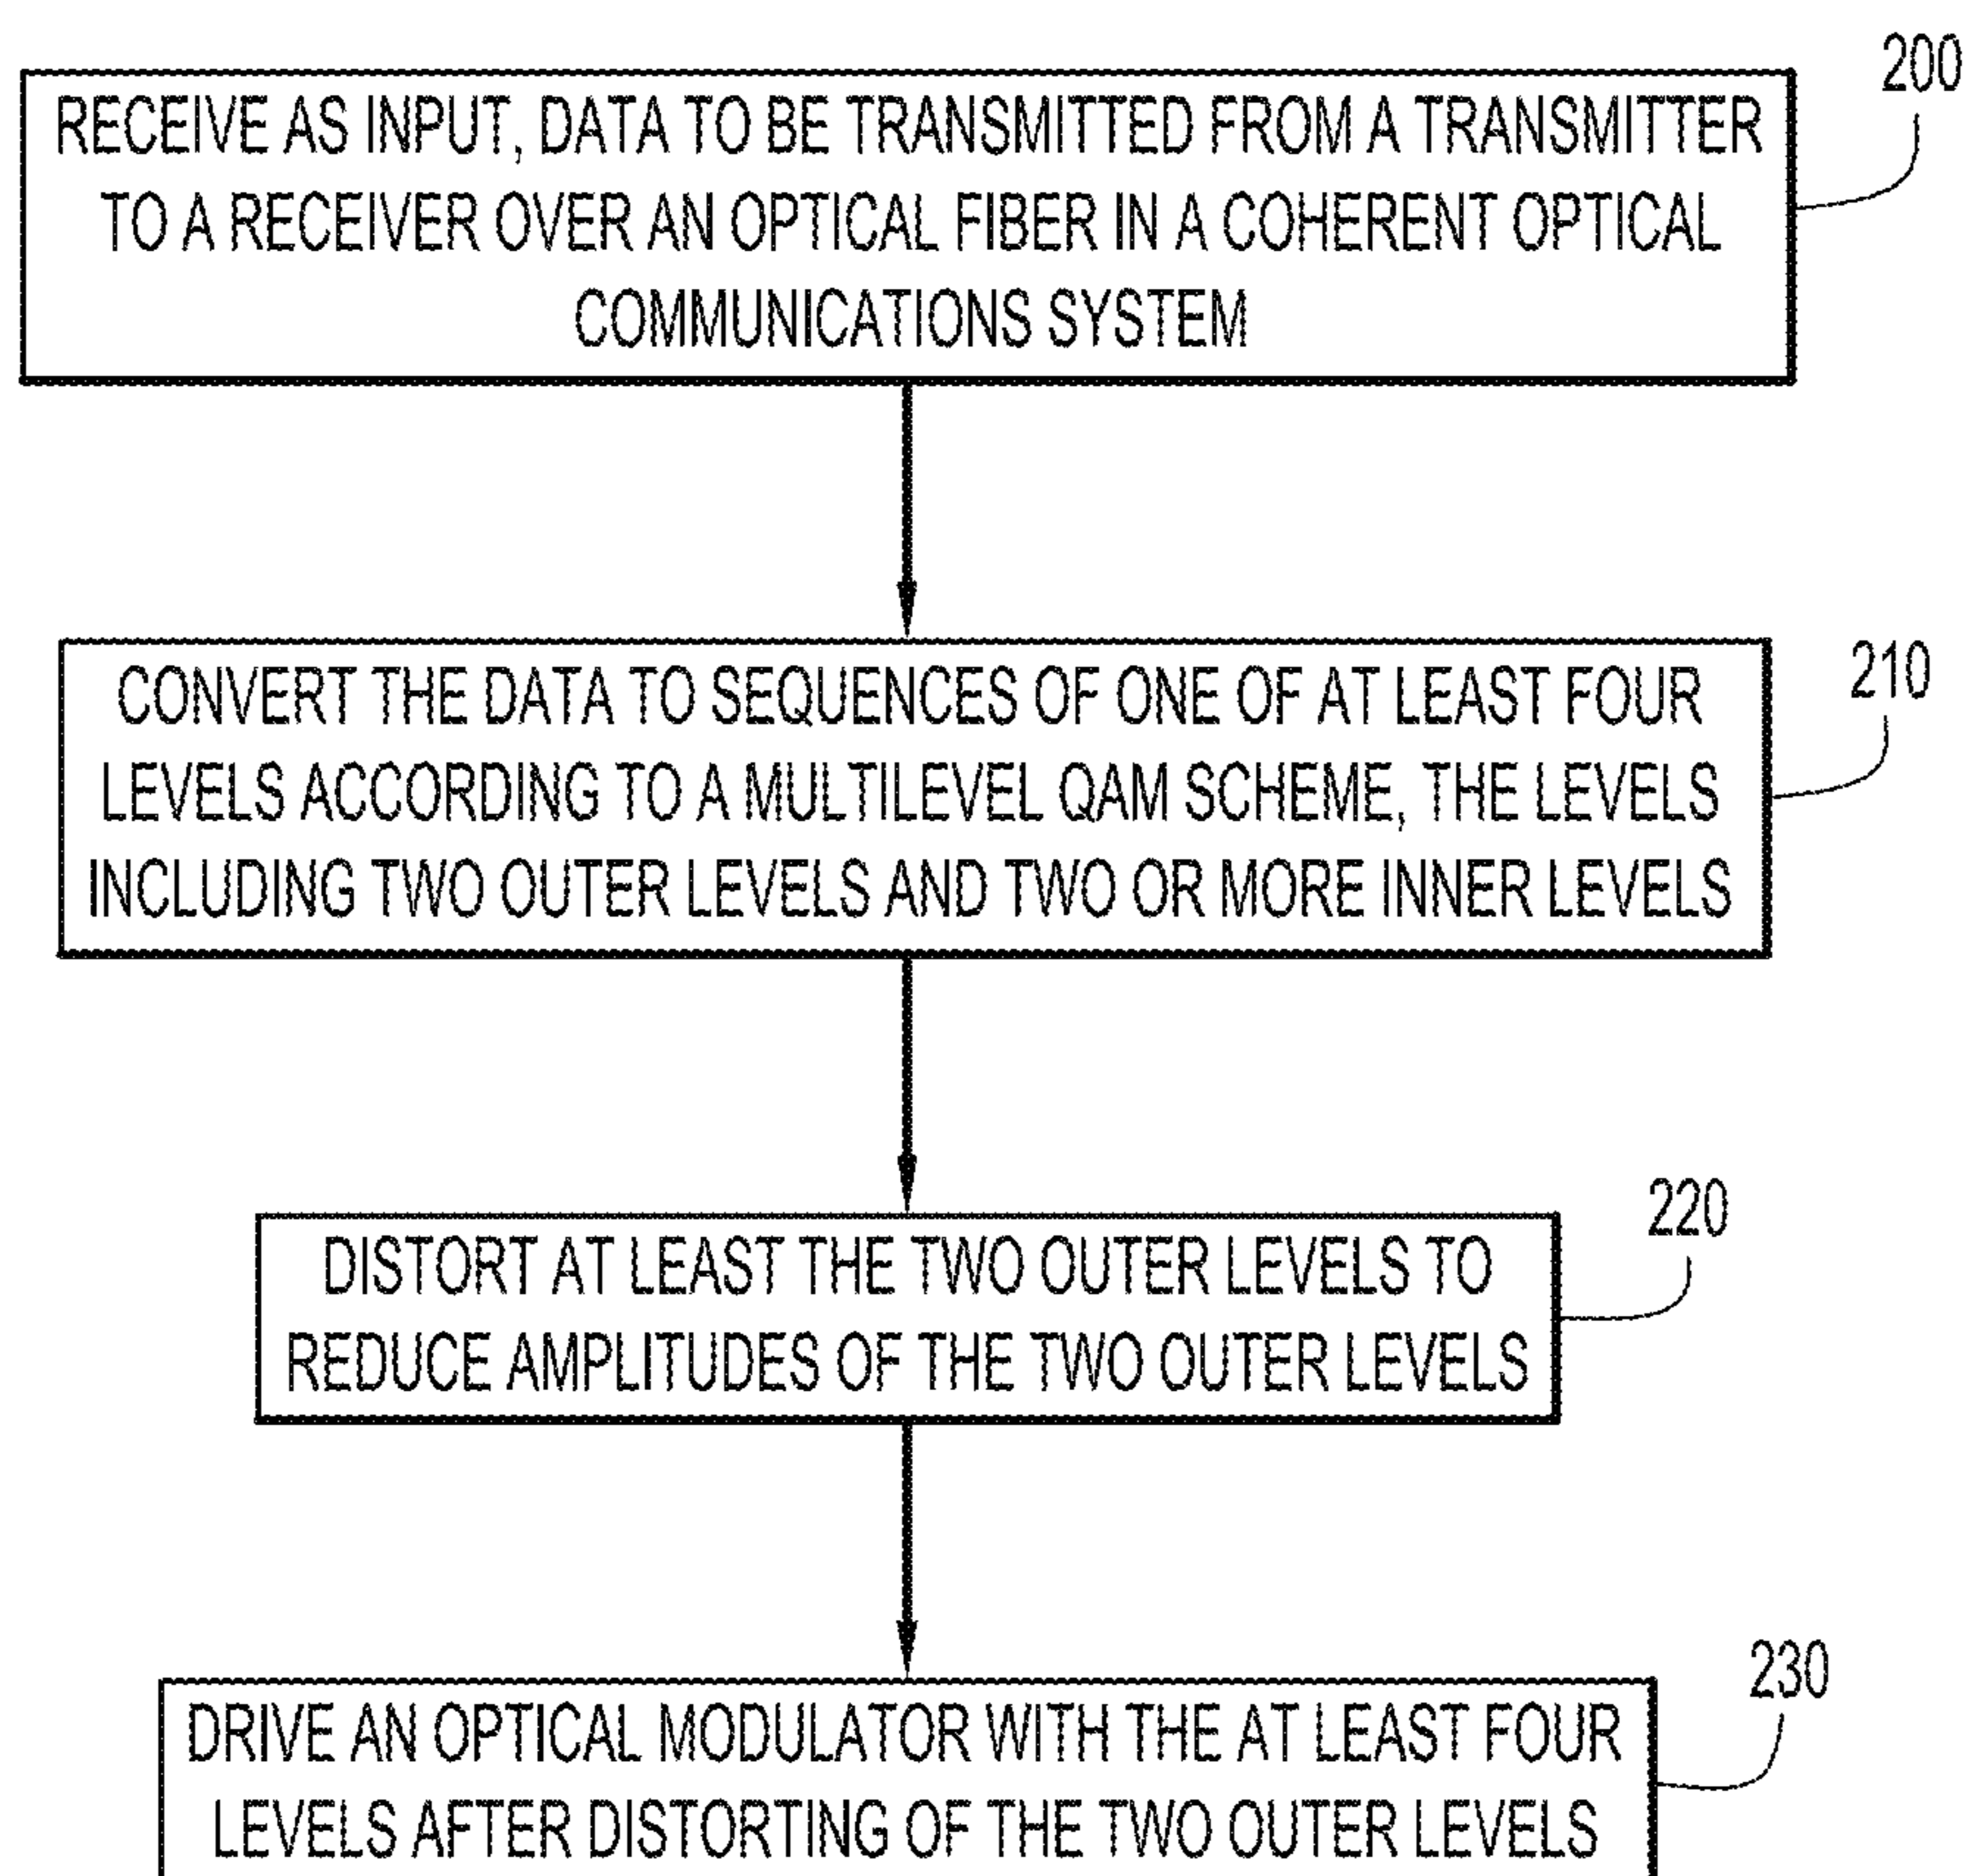 200
RECEIVE AS INPUT, DATA TO BE TRANSMITTED FROM A TRANSMITTER
TO A RECEIVER OVER AN OPTICAL FIBER IN A COHERENT OPTICAL
COMMUNICATIONS SYSTEM
210
CONVERT THE DATA TO SEQUENCES OF ONE OF AT LEAST FOUR
LEVELS ACCORDING TO A MULTILEVEL QAM SCHEME, THE LEVELS
INCLUDING TWO OUTER LEVELS AND TWO OR MORE INNER LEVELS
220
DISTORT AT LEAST THE TWO OUTER LEVELS TO
REDUCE AMPLITUDES OF THE TWO OUTER LEVELS
230
DRIVE AN OPTICAL MODULATOR WITH THE AT LEAST FOUR
LEVELS AFTER DISTORTING OF THE TWO OUTER LEVELS